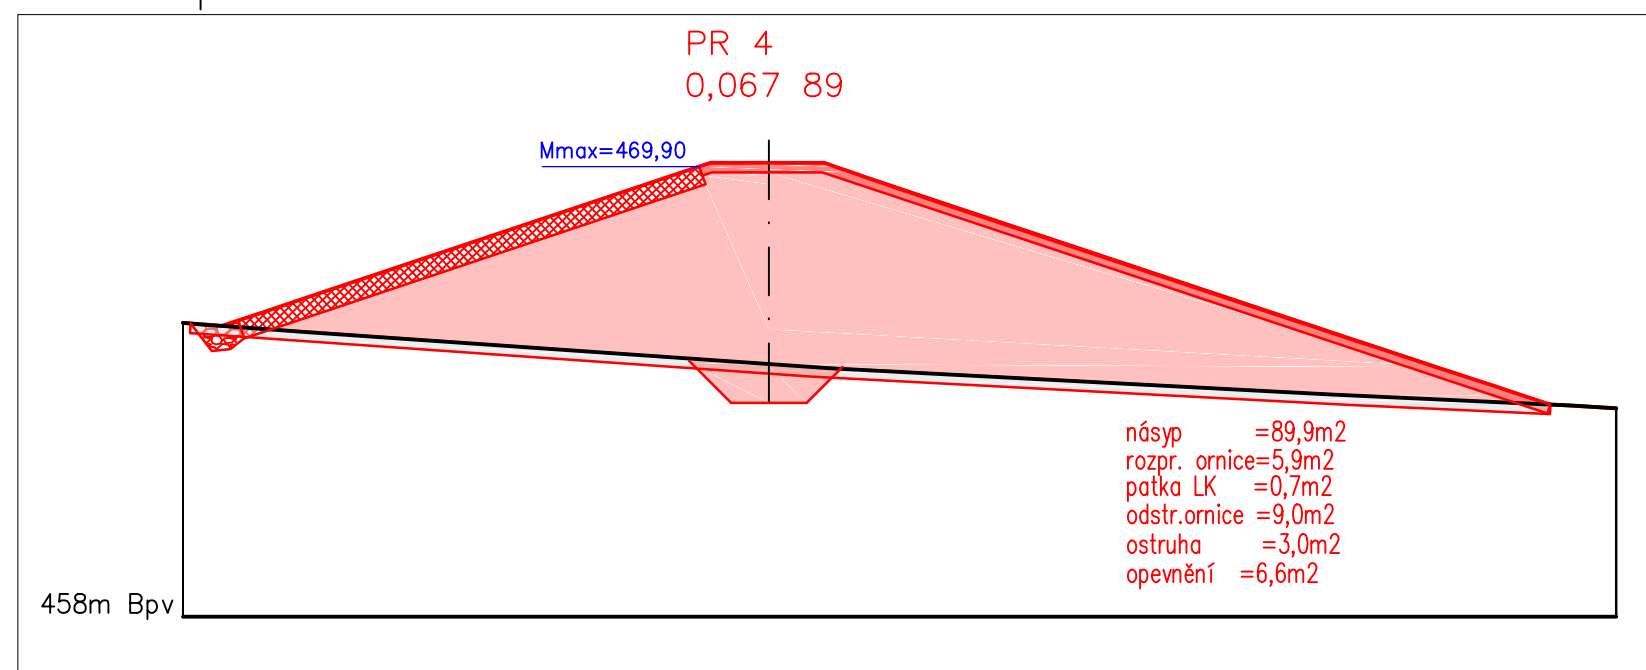 PR 4
0,067 89
Mmax=469,90
násyp =89,9m2
rozpr. ornice=5,9m2
patka LK =0,7m2
odstr.ornice =9,0m2
ostruha =3,0m2
opevnění =6,6m2
458m Bpv